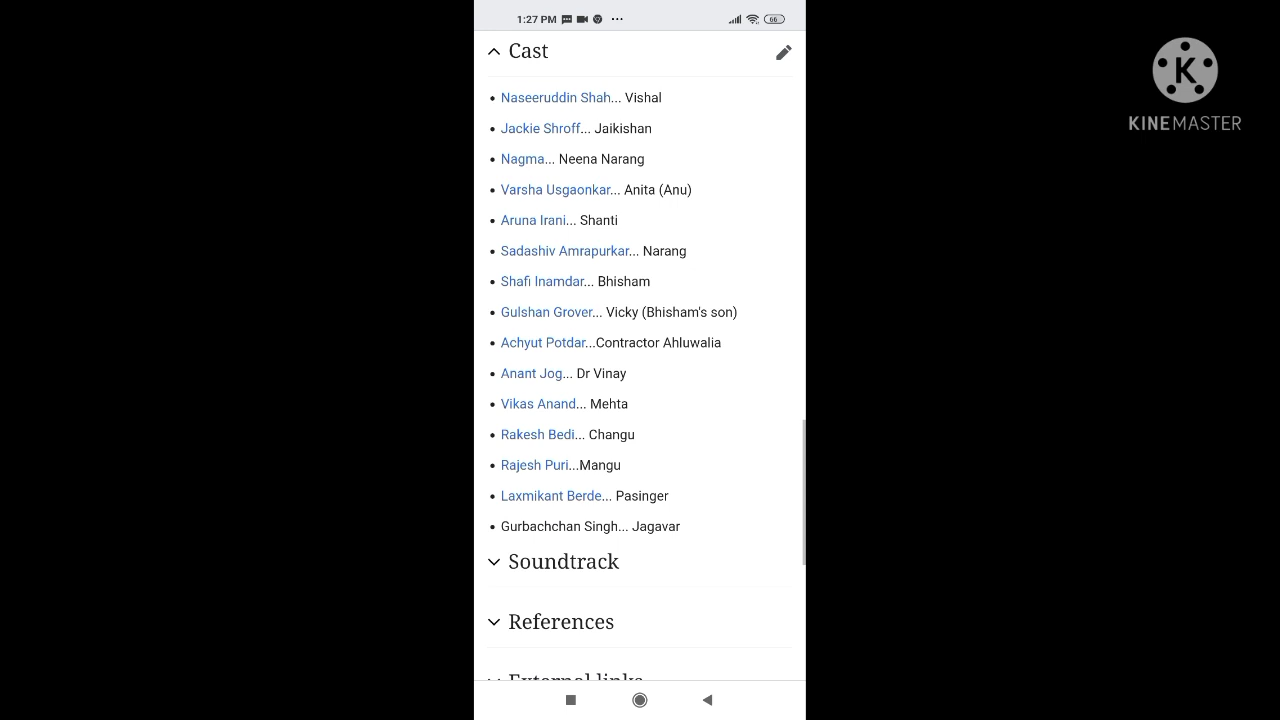 1:27 PM
66
Cast
Naseeruddin Shah... Vishal
Jackie Shroff... Jaikishan
Nagma... Neena Narang
Varsha Usgaonkar... Anita (Anu)
Aruna Irani... Shanti
Sadashiv Amrapurkar... Narang
Shafi Inamdar... Bhisham
Gulshan Grover... Vicky (Bhisham's son)
Achyut Potdar...Contractor Ahluwalia
Anant Jog... Dr Vinay
Vikas Anand... Mehta
Rakesh Bedi... Changu
Rajesh Puri...Mangu
Laxmikant Berde... Pasinger
Gurbachchan Singh... Jagavar
Soundtrack
References
External links
K
KINEMASTER